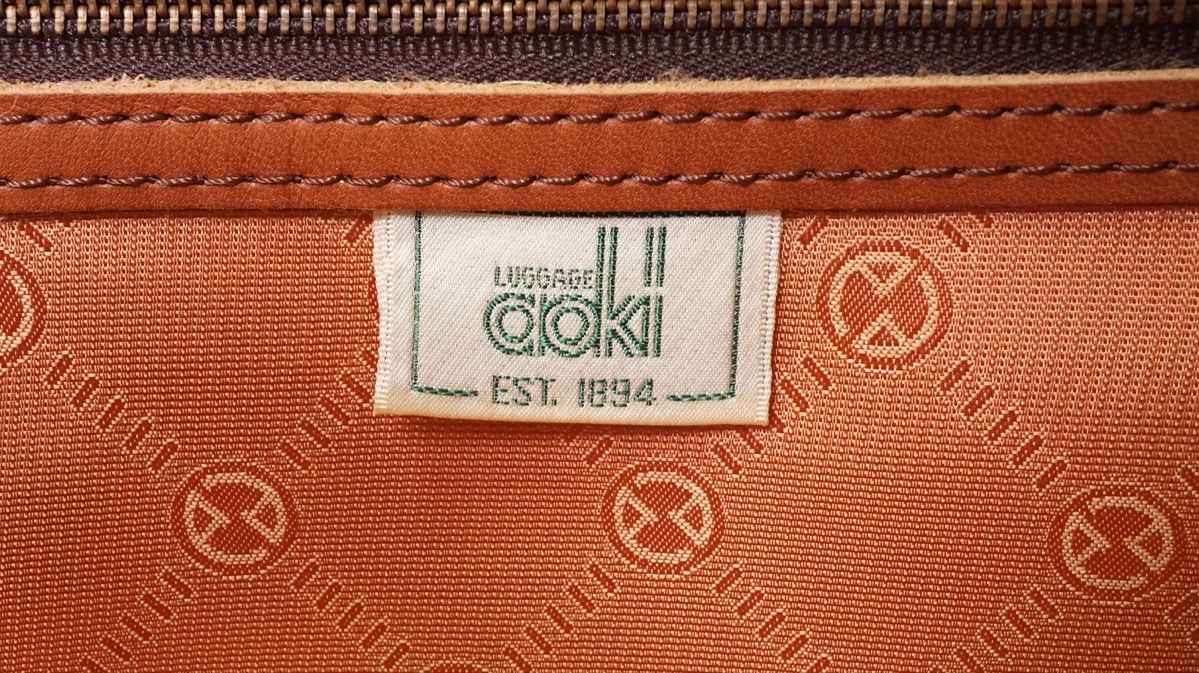 LUGGAGE
aoki
EST. 1894